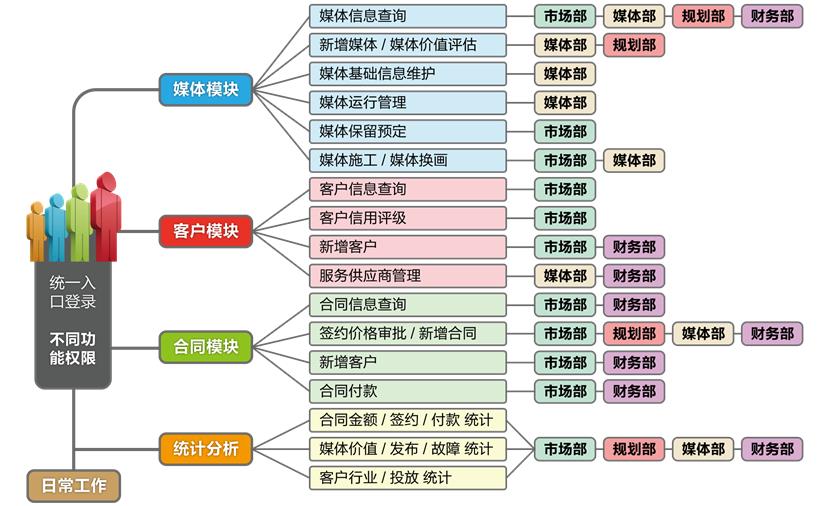 媒体信息查询 市场部 媒体部 规划部 财务部
新增媒体 / 媒体价值评估 媒体部 规划部
媒体基础信息维护 媒体部
媒体模块
媒体运行管理 媒体部
媒体保留预定 市场部
媒体施工 / 媒体换画 市场部 媒体部
客户信息查询 市场部
客户信用评级 市场部
客户模块
新增客户 市场部 财务部
服务供应商管理 媒体部 财务部
统一入
口登录
不同功
能权限
合同信息查询 市场部 财务部
签约价格审批 / 新增合同 市场部 规划部 媒体部 财务部
合同模块
新增客户 市场部 财务部
合同付款 市场部 财务部
合同金额 / 签约 / 付款 统计
统计分析 媒体价值 / 发布 / 故障 统计 市场部 规划部 媒体部 财务部
客户行业 / 投放 统计
日常工作